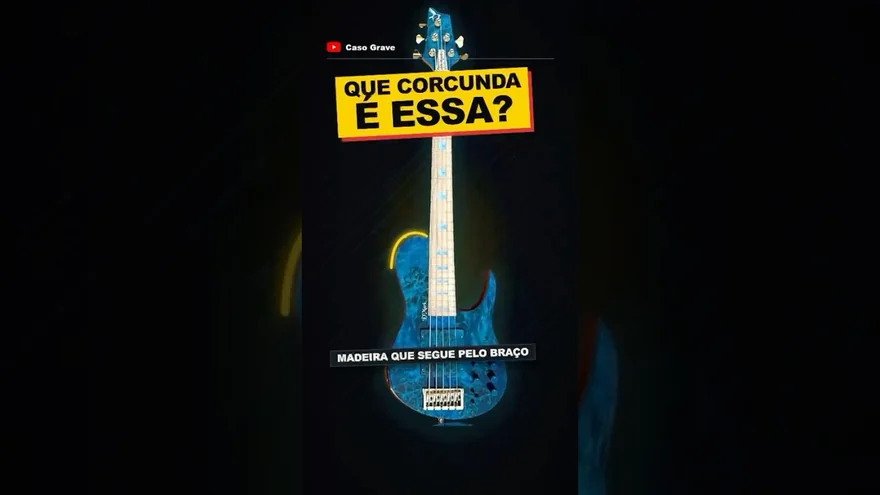 Caso Grave
QUE CORCUNDA
É ESSA?
MADEIRA QUE SEGUE PELO BRAÇO